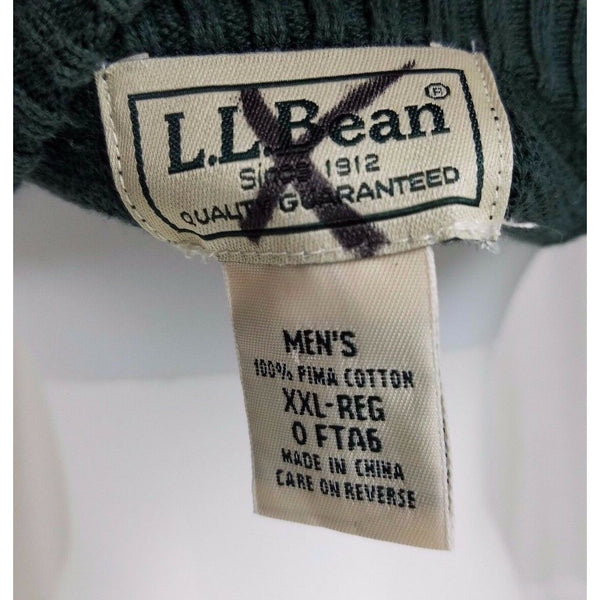 L.L.Bean®
Since 1912
QUALITY GUARANTEED
MEN'S
100% PIMA COTTON
XXL-REG
0 FTA6
MADE IN CHINA
CARE ON REVERSE